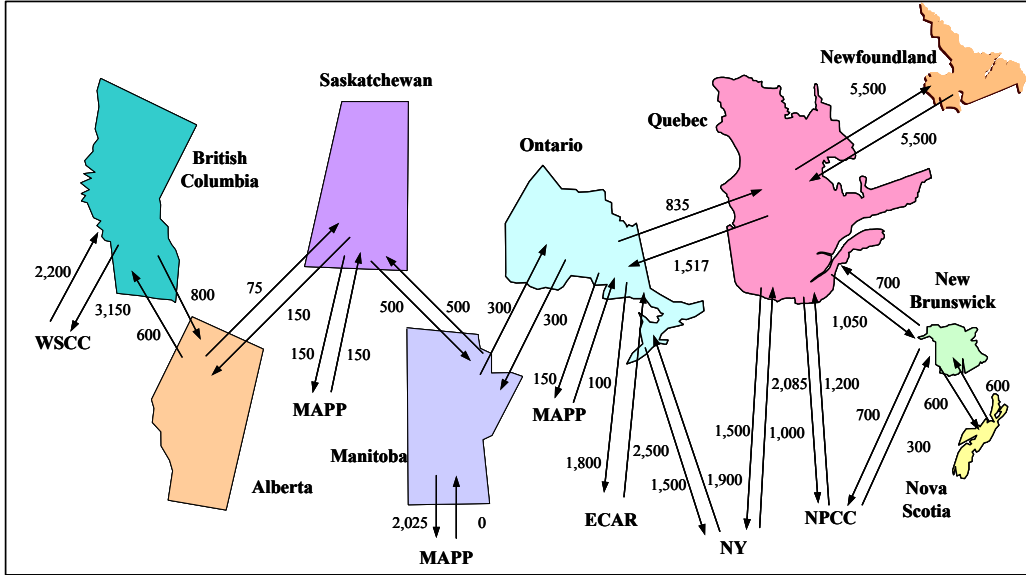 Newfoundland
Saskatchewan
5,500
Quebec
5,500
Ontario
British
Columbia
835
2,200
800
75
1,517
700
New
Brunswick
3,150
600
150
500
500
300
300
1,050
WSCC
150
150
150
100
2,085
1,200
600
MAPP
MAPP
700
600
Manitoba
1,800
2,500
1,500
1,000
300
Alberta
1,500
1,900
Nova
Scotia
2,025
0
ECAR
NPCC
MAPP
NY